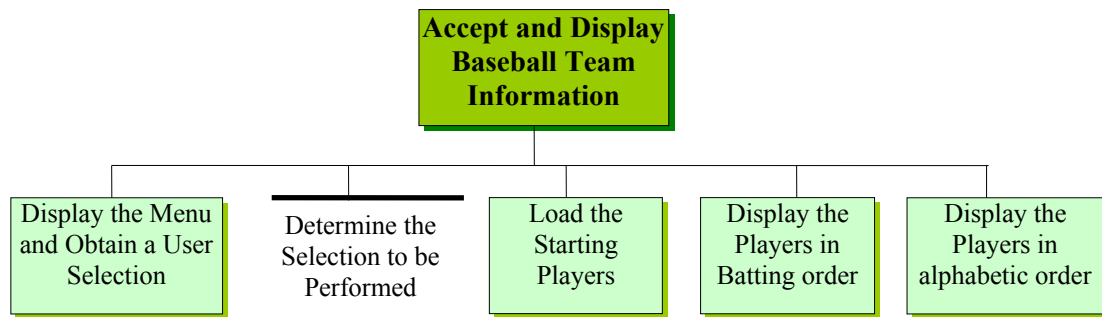 Accept and Display
Baseball Team
Information
Display the Menu
and Obtain a User
Selection
Determine the
Selection to be
Performed
Load the
Starting
Players
Display the
Players in
Batting order
Display the
Players in
alphabetic order